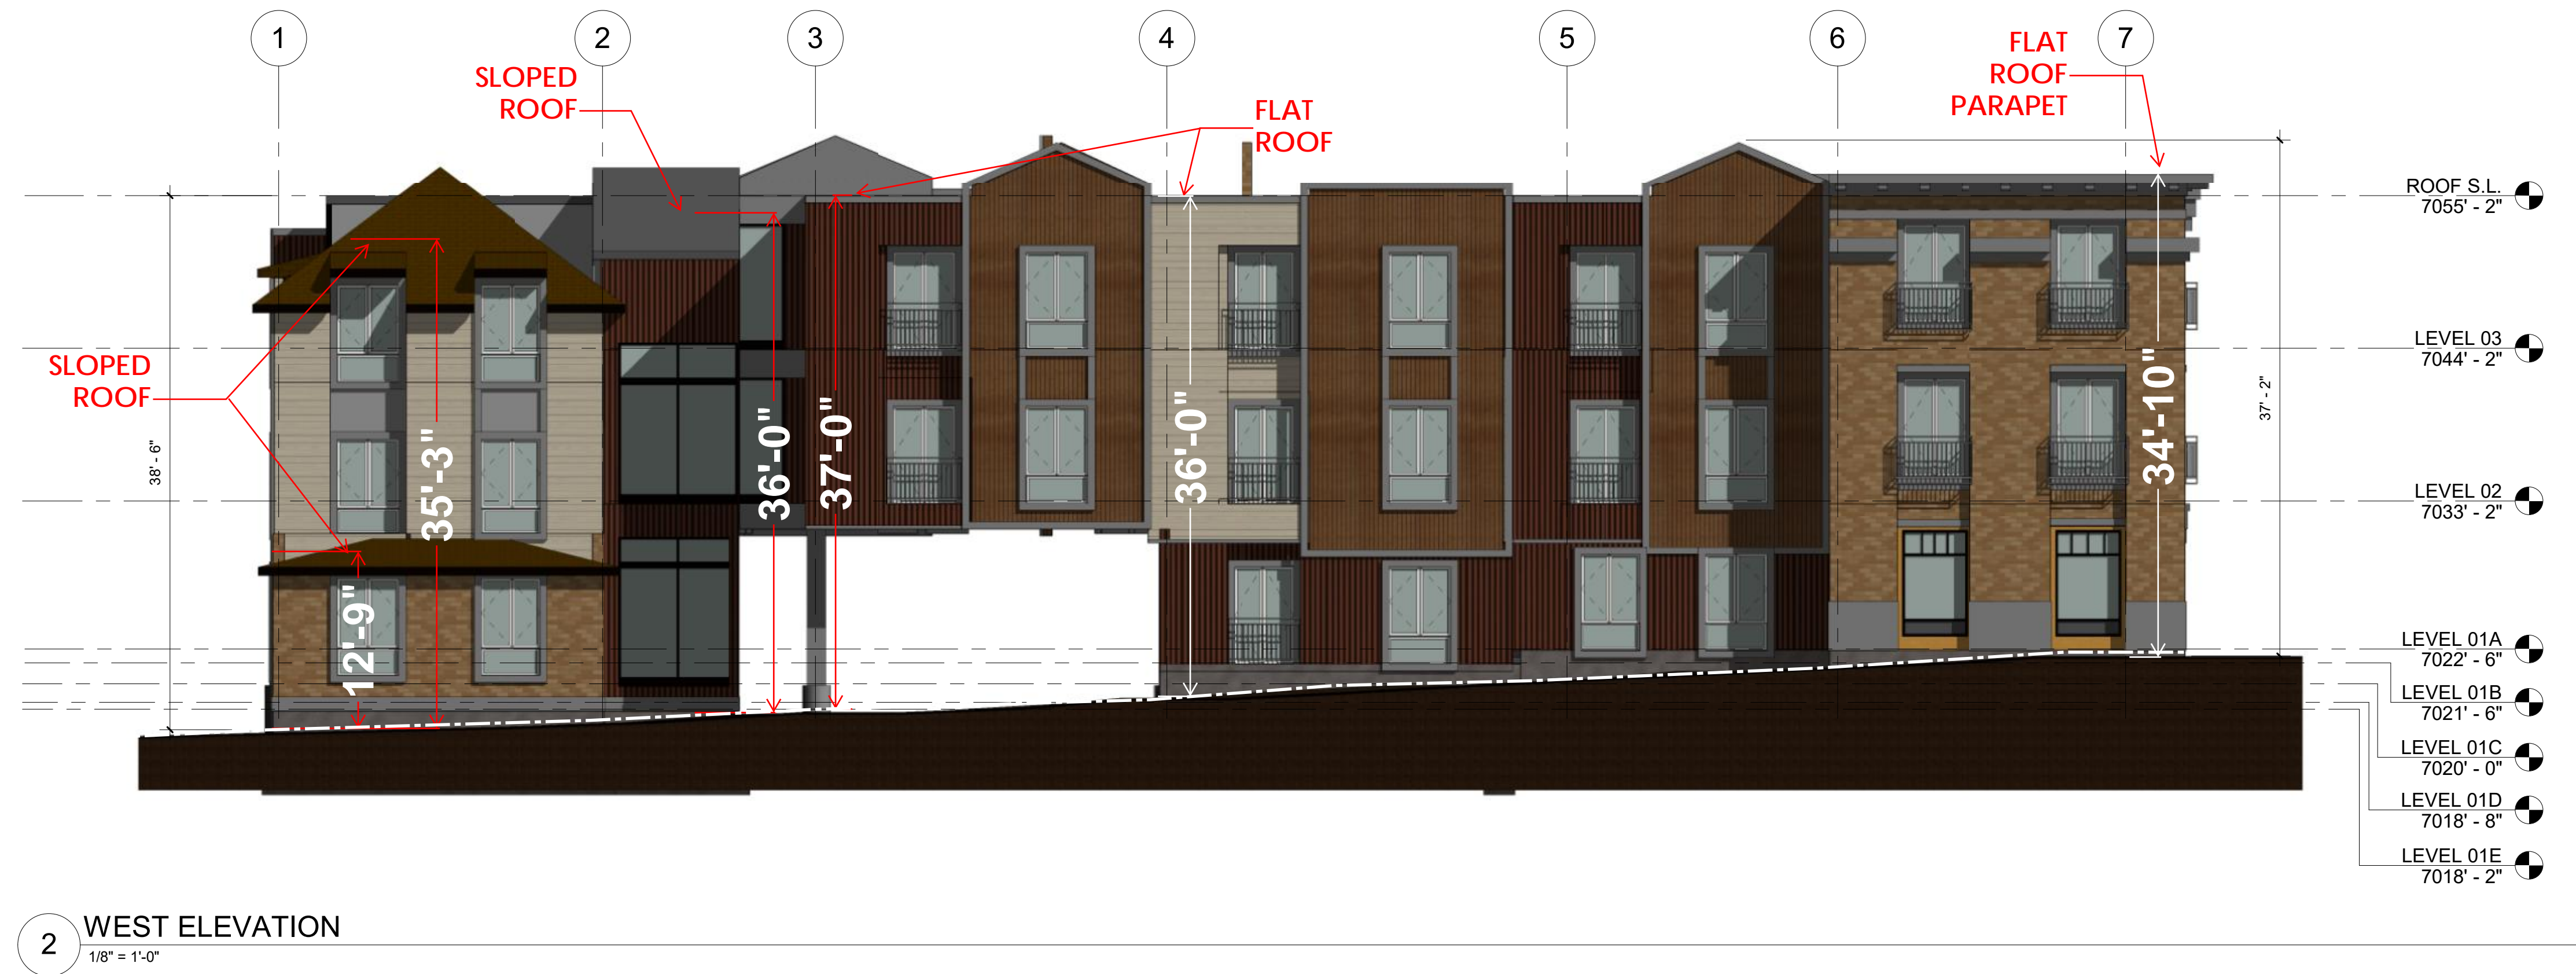 1
2
3
4
5
6
7
SLOPED
ROOF
FLAT
ROOF
FLAT
ROOF
PARAPET
SLOPED
ROOF
38' - 6"
12'-9"
35'-3"
36'-0"
37'-0"
36'-0"
34'-10"
37' - 2"
ROOF S.L.
7055' - 2"
LEVEL 03
7044' - 2"
LEVEL 02
7033' - 2"
LEVEL 01A
7022' - 6"
LEVEL 01B
7021' - 6"
LEVEL 01C
7020' - 0"
LEVEL 01D
7018' - 8"
LEVEL 01E
7018' - 2"
2
WEST ELEVATION
1/8" = 1'-0"